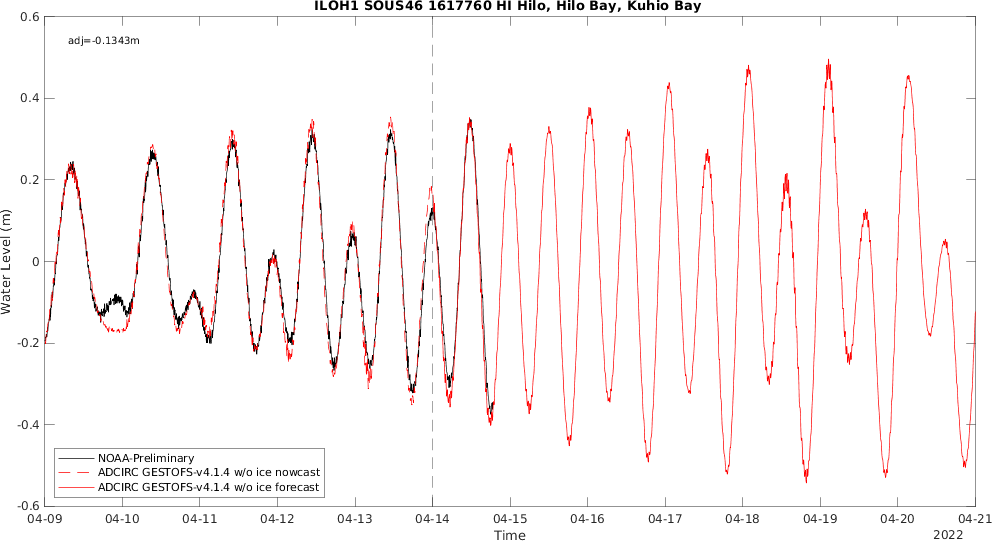 ILOH1 SOUS46 1617760 HI Hilo, Hilo Bay, Kuhio Bay
adj=-0.1343m
Water Level (m)
0.6
0.4
0.2
0
-0.2
-0.4
-0.6
NOAA-Preliminary
ADCIRC GESTOFS-v4.1.4 w/o ice nowcast
ADCIRC GESTOFS-v4.1.4 w/o ice forecast
04-09 04-10 04-11 04-12 04-13 04-14 04-15 04-16 04-17 04-18 04-19 04-20 04-21
Time
2022